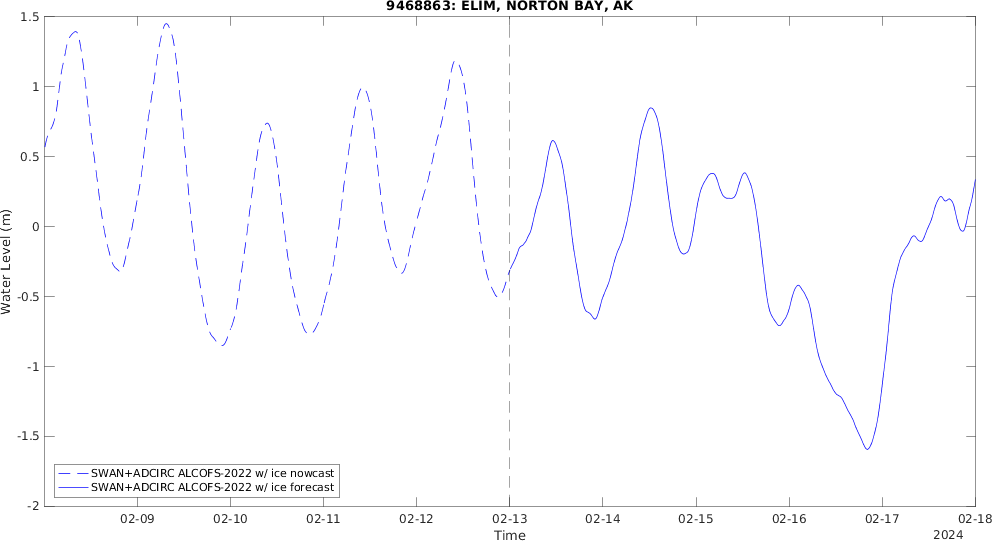 9468863: ELIM, NORTON BAY, AK
1.5
1
0.5
0
-0.5
-1
-1.5
-2
Water Level (m)
SWAN+ADCIRC ALCOFS-2022 w/ ice nowcast
SWAN+ADCIRC ALCOFS-2022 w/ ice forecast
02-09 02-10 02-11 02-12 02-13 02-14 02-15 02-16 02-17 02-18
Time
2024